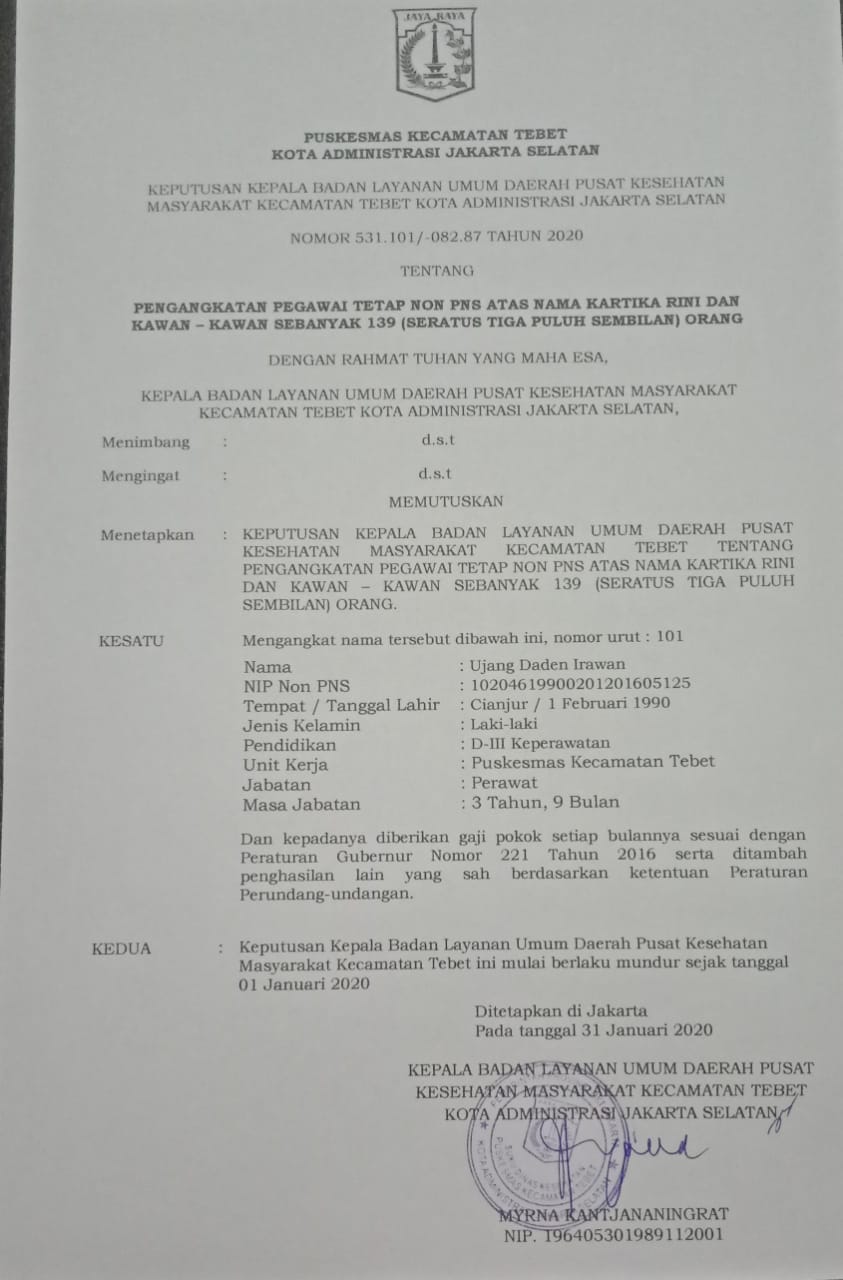 JAYA RAYA
PUSKESMAS KECAMATAN TEBET
KOTA ADMINISTRASI JAKARTA SELATAN
KEPUTUSAN KEPALA BADAN LAYANAN UMUM DAERAH PUSAT KESEHATAN
MASYARAKAT KECAMATAN TEBET KOTA ADMINISTRASI JAKARTA SELATAN
NOMOR 531.101/-082.87 TAHUN 2020
TENTANG
PENGANGKATAN PEGAWAI TETAP NON PNS ATAS NAMA KARTIKA RINI DAN
KAWAN – KAWAN SEBANYAK 139 (SERATUS TIGA PULUH SEMBILAN) ORANG
DENGAN RAHMAT TUHAN YANG MAHA ESA,
KEPALA BADAN LAYANAN UMUM DAERAH PUSAT KESEHATAN MASYARAKAT
KECAMATAN TEBET KOTA ADMINISTRASI JAKARTA SELATAN,
Menimbang : d.s.t
Mengingat : d.s.t
MEMUTUSKAN
Menetapkan : KEPUTUSAN KEPALA BADAN LAYANAN UMUM DAERAH PUSAT
KESEHATAN MASYARAKAT KECAMATAN TEBET TENTANG
PENGANGKATAN PEGAWAI TETAP NON PNS ATAS NAMA KARTIKA RINI
DAN KAWAN – KAWAN SEBANYAK 139 (SERATUS TIGA PULUH
SEMBILAN) ORANG.
KESATU Mengangkat nama tersebut dibawah ini, nomor urut : 101
Nama : Ujang Daden Irawan
NIP Non PNS : 10204619900201201605125
Tempat / Tanggal Lahir : Cianjur / 1 Februari 1990
Jenis Kelamin : Laki-laki
Pendidikan : D-III Keperawatan
Unit Kerja : Puskesmas Kecamatan Tebet
Jabatan : Perawat
Masa Jabatan : 3 Tahun, 9 Bulan
Dan kepadanya diberikan gaji pokok setiap bulannya sesuai dengan
Peraturan Gubernur Nomor 221 Tahun 2016 serta ditambah
penghasilan lain yang sah berdasarkan ketentuan Peraturan
Perundang-undangan.
KEDUA : Keputusan Kepala Badan Layanan Umum Daerah Pusat Kesehatan
Masyarakat Kecamatan Tebet ini mulai berlaku mundur sejak tanggal
01 Januari 2020
Ditetapkan di Jakarta
Pada tanggal 31 Januari 2020
KEPALA BADAN LAYANAN UMUM DAERAH PUSAT
KESEHATAN MASYARAKAT KECAMATAN TEBET
KOTA ADMINISTRASI JAKARTA SELATAN
SUKU DINAS KESEHATAN
PUSKESMAS KECAMATAN TEBET
KOTA ADMINISTRASI JAKARTA SELATAN
MYRNA KANTJANANINGRAT
NIP. 196405301989112001